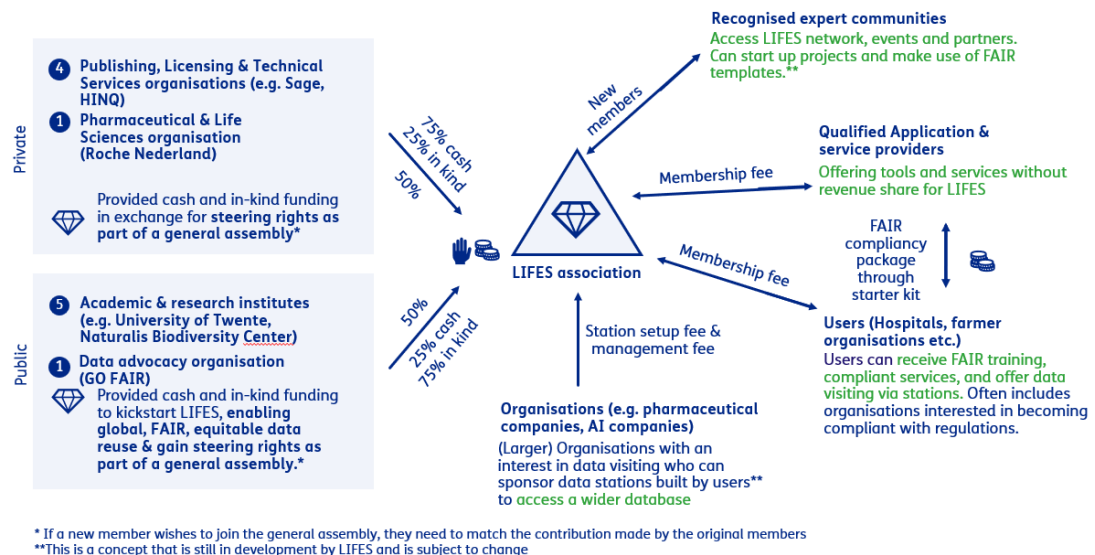 Private
4 Publishing, Licensing & Technical
Services organisations (e.g. Sage,
HINQ)
1 Pharmaceutical & Life
Sciences organisation
(Roche Nederland)
Provided cash and in-kind funding
in exchange for steering rights as
part of a general assembly*
Public
5 Academic & research institutes
(e.g. University of Twente,
Naturalis Biodiversity Center)
1 Data advocacy organisation
(GO FAIR)
Provided cash and in-kind funding
to kickstart LIFES, enabling
global, FAIR, equitable data
reuse & gain steering rights as
part of a general assembly.*
75% cash
25% in kind
50%
50%
25% cash
75% in kind
LIFES association
New
members
Membership fee
Membership fee
Station setup fee &
management fee
Organisations (e.g. pharmaceutical
companies, AI companies)
(Larger) Organisations with an
interest in data visiting who can
sponsor data stations built by users**
to access a wider database
Recognised expert communities
Access LIFES network, events and partners.
Can start up projects and make use of FAIR
templates.**
Qualified Application &
service providers
Offering tools and services without
revenue share for LIFES
FAIR
compliancy
package
through
starter kit
Users (Hospitals, farmer
organisations etc.)
Users can receive FAIR training,
compliant services, and offer data
visiting via stations. Often includes
organisations interested in becoming
compliant with regulations.
* If a new member wishes to join the general assembly, they need to match the contribution made by the original members
**This is a concept that is still in development by LIFES and is subject to change